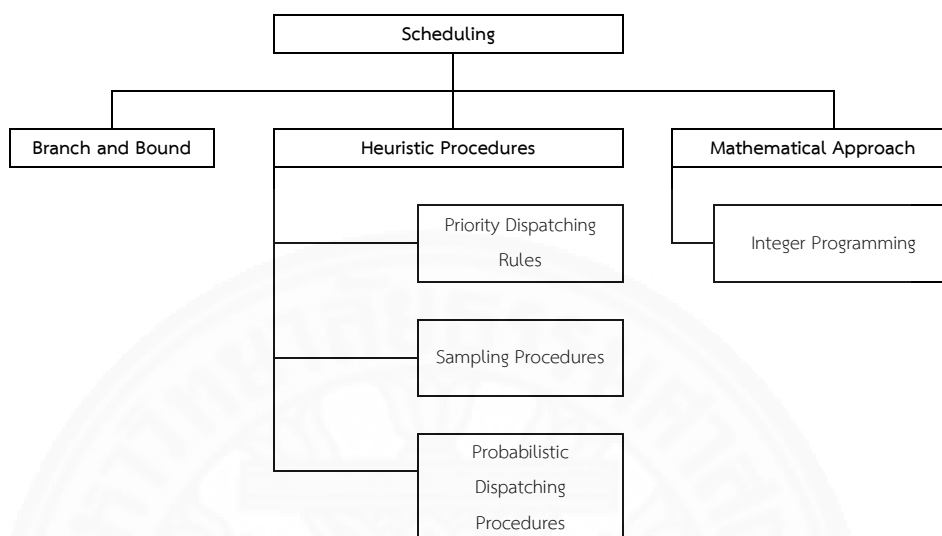 Scheduling
Branch and Bound
Heuristic Procedures
Mathematical Approach
Priority Dispatching
Rules
Integer Programming
Sampling Procedures
Probabilistic
Dispatching
Procedures